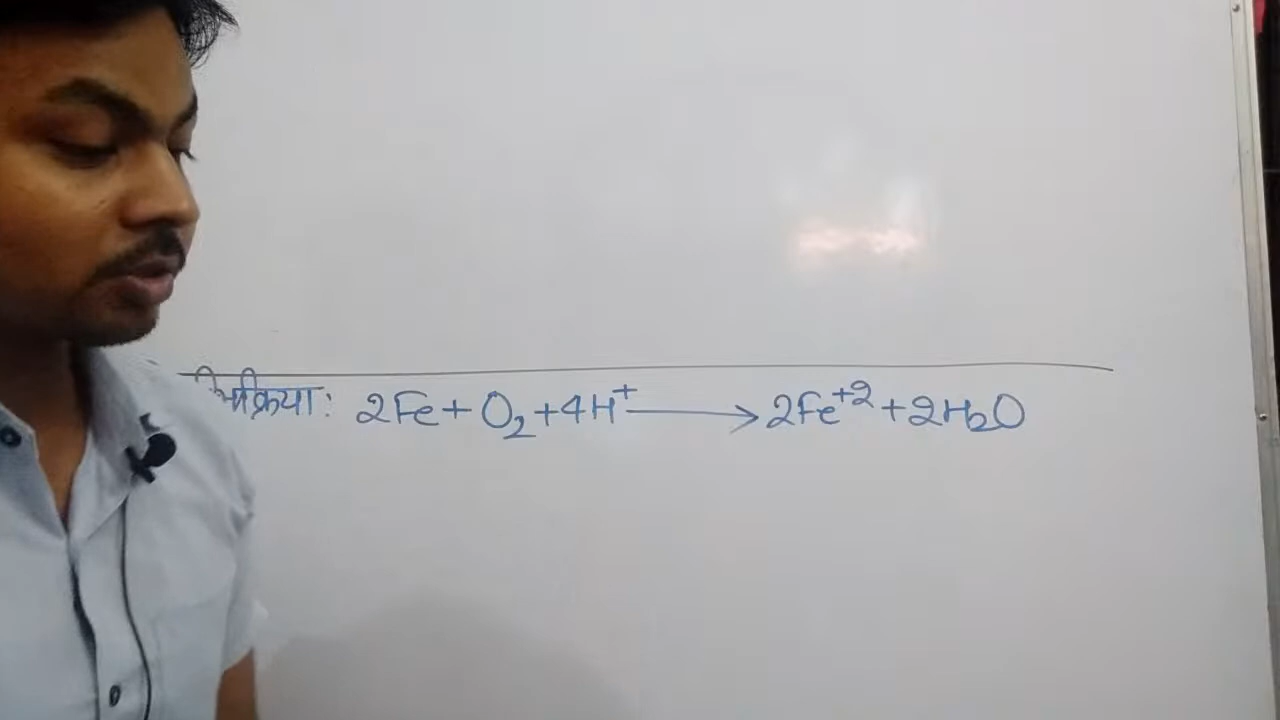 अभिक्रिया: 2Fe + O₂ + 4H⁺ ⟶ 2Fe⁺² + 2H₂O